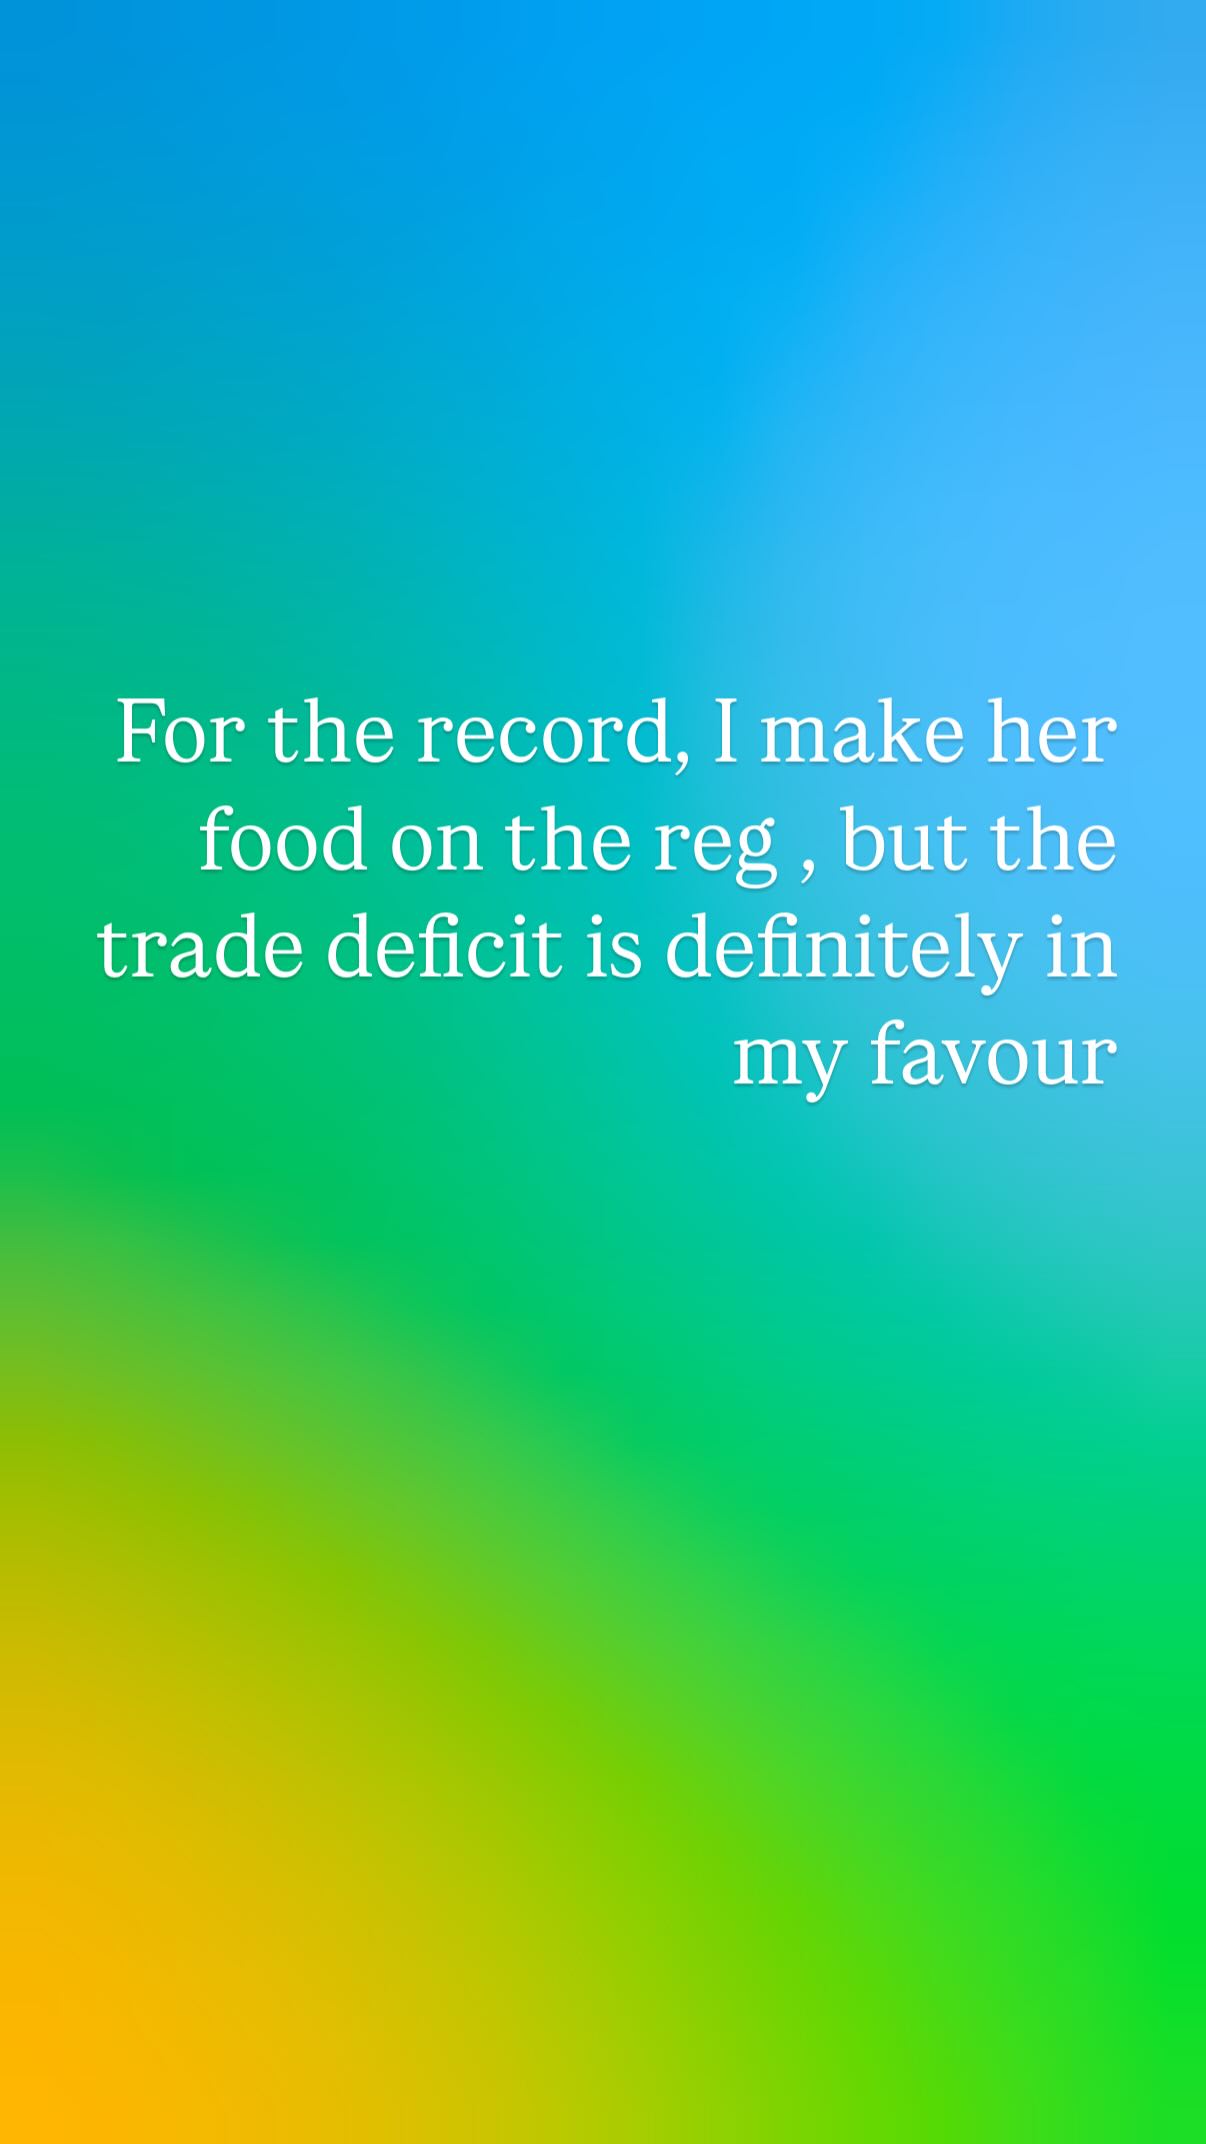 For the record, I make her
food on the reg , but the
trade deficit is definitely in
my favour